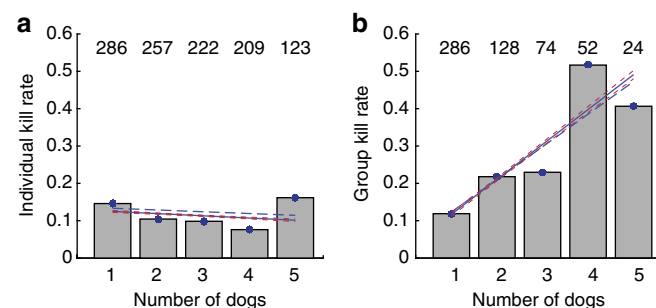 a
0.6
286 257 222 209 123
0.5
0.4
0.3
0.2
0.1
0
Individual kill rate
1 2 3 4 5
Number of dogs
b
0.6
286 128 74 52 24
0.5
0.4
0.3
0.2
0.1
0
Group kill rate
1 2 3 4 5
Number of dogs